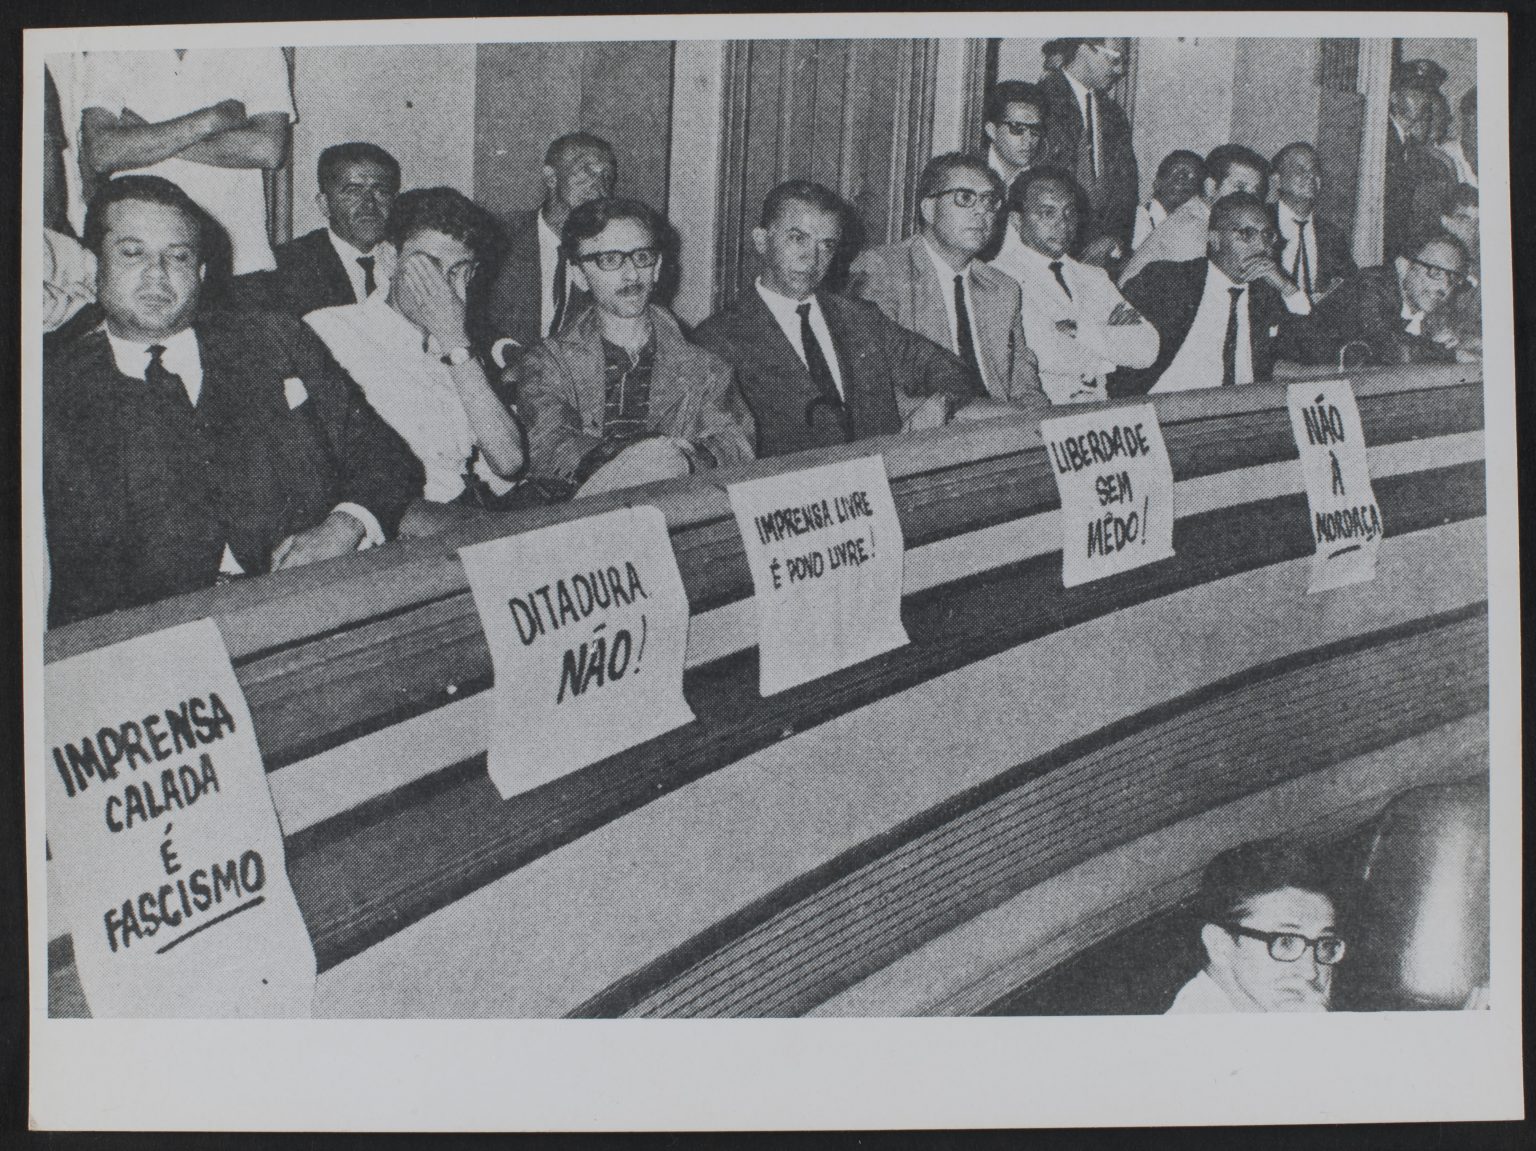 IMPRENSA
CALADA
É
FASCISMO
DITADURA
NÃO!
IMPRENSA LIVRE
É POVO LIVRE!
LIBERDADE
SEM
MÊDO!
NÃO
À
MORDAÇA